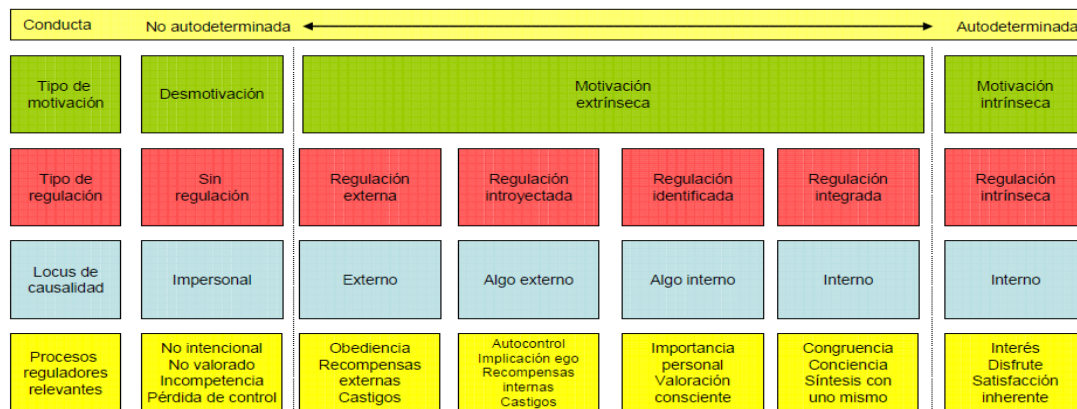 Conducta No autodeterminada Autodeterminada
Tipo de
motivación
Desmotivación
Motivación
extrínseca
Motivación
intrínseca
Tipo de
regulación
Sin
regulación
Regulación
externa
Regulación
introyectada
Regulación
identificada
Regulación
integrada
Regulación
intrínseca
Locus de
causalidad
Impersonal
Externo
Algo externo
Algo interno
Interno
Interno
Procesos
reguladores
relevantes
No intencional
No valorado
Incompetencia
Pérdida de control
Obediencia
Recompensas
externas
Castigos
Autocontrol
Implicación ego
Recompensas
internas
Castigos
Importancia
personal
Valoración
consciente
Congruencia
Conciencia
Síntesis con
uno mismo
Interés
Disfrute
Satisfacción
inherente